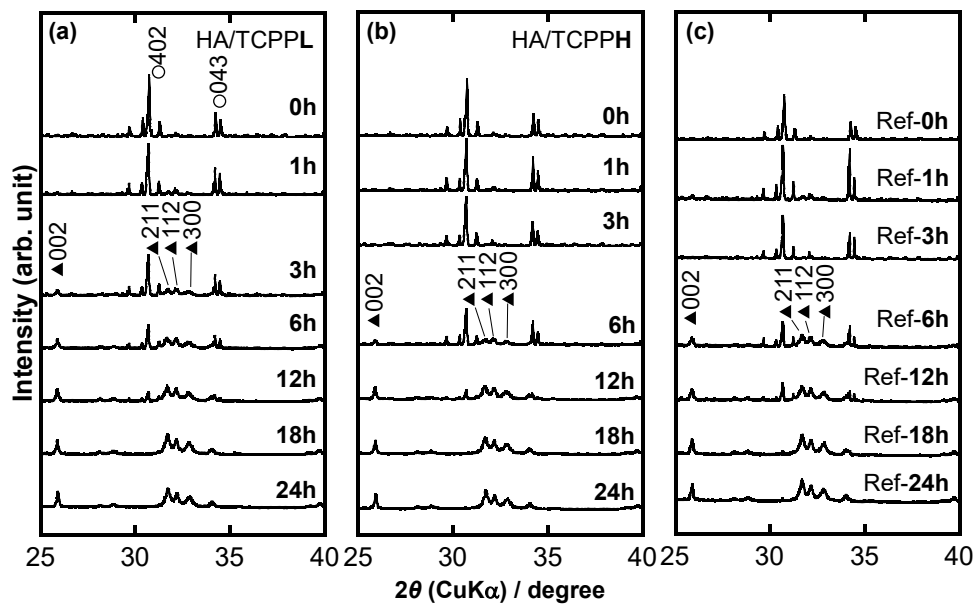 Intensity (arb. unit)
(a)
HA/TCPPL
○402
○043
0h
1h
▲002
▲211
▲112
▲300
3h
6h
12h
18h
24h
25 30 35 40
(b)
HA/TCPPH
0h
1h
3h
▲002
▲211
▲112
▲300
6h
12h
18h
24h
25 30 35 40
(c)
Ref-0h
Ref-1h
Ref-3h
▲002
▲211
▲112
▲300
Ref-6h
Ref-12h
Ref-18h
Ref-24h
25 30 35 40
2θ (CuKα) / degree